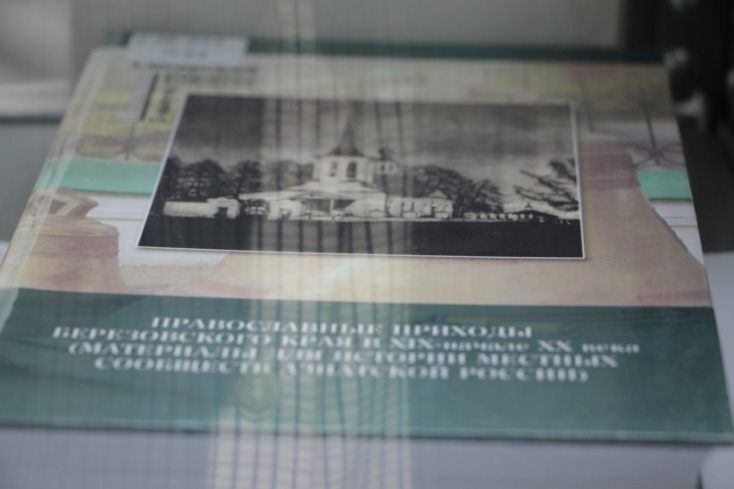 ПРАВОСЛАВНЫЕ ПРИХОДЫ
БЕРЕЗОВСКОГО КРАЯ В XIX-начале XX века
(МАТЕРИАЛЫ ДЛЯ ИСТОРИИ МЕСТНЫХ
СООБЩЕСТВ АЗИАТСКОЙ РОССИИ)